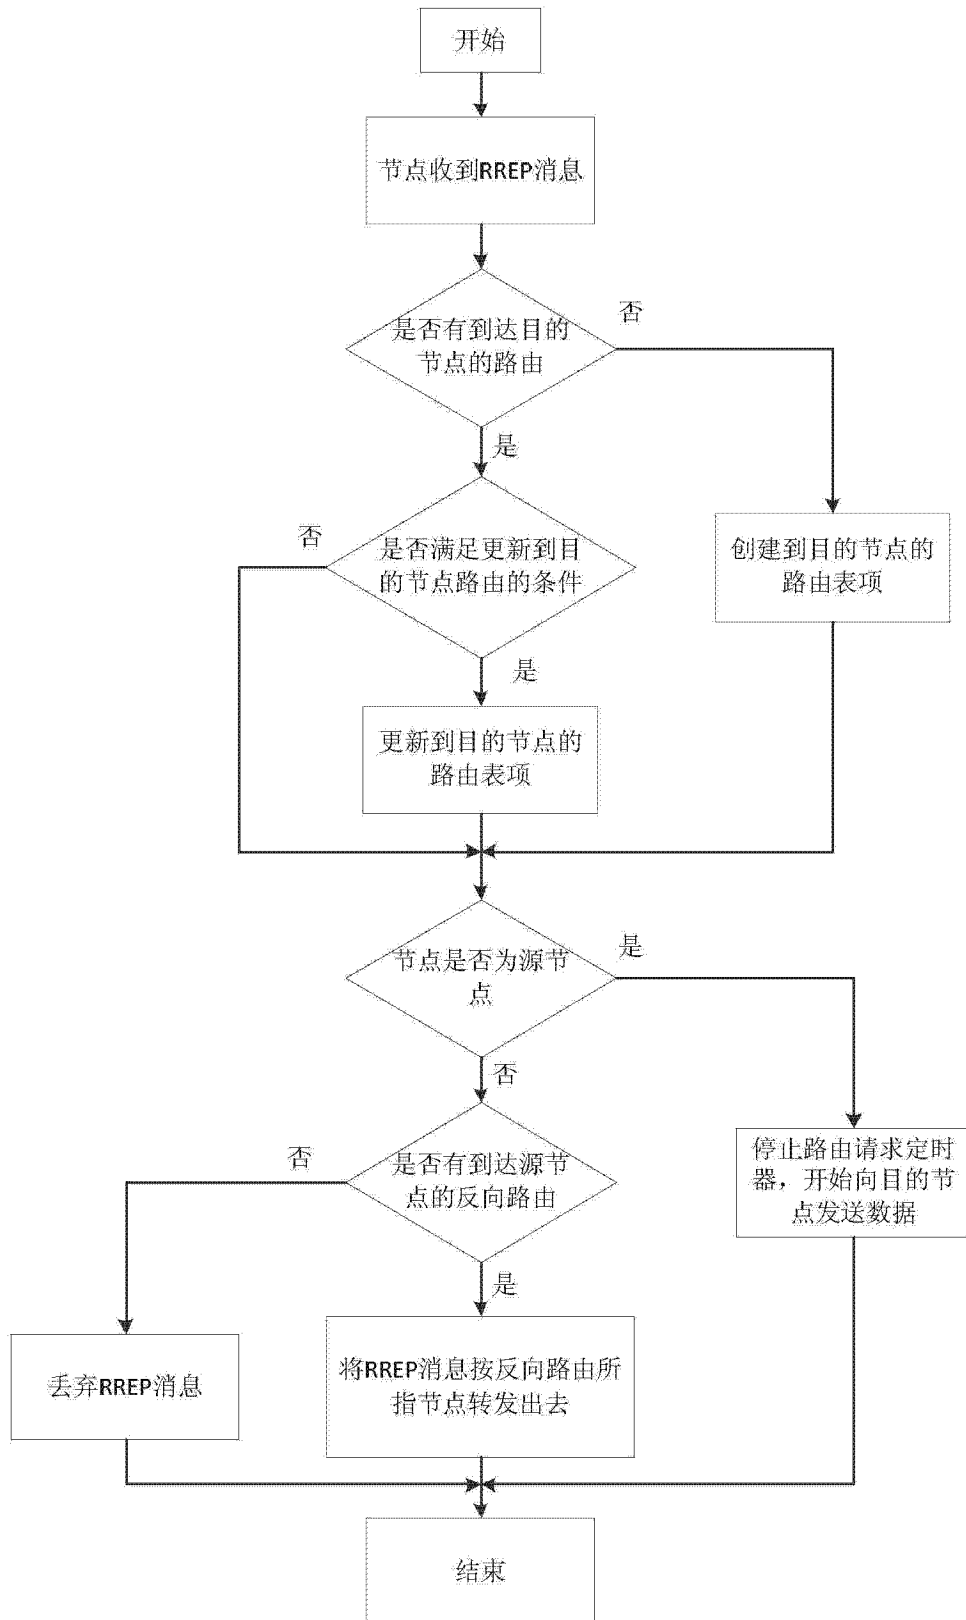 开始
节点收到RREP消息
是否有到达目的
节点的路由
否
是
否
是否满足更新到目
的节点路由的条件
创建到目的节点的
路由表项
是
更新到目的节点的
路由表项
节点是否为源节
点
是
否
否
是否有到达源节
点的反向路由
停止路由请求定时
器，开始向目的节
点发送数据
是
丢弃RREP消息
将RREP消息按反向路由所
指节点转发出去
结束